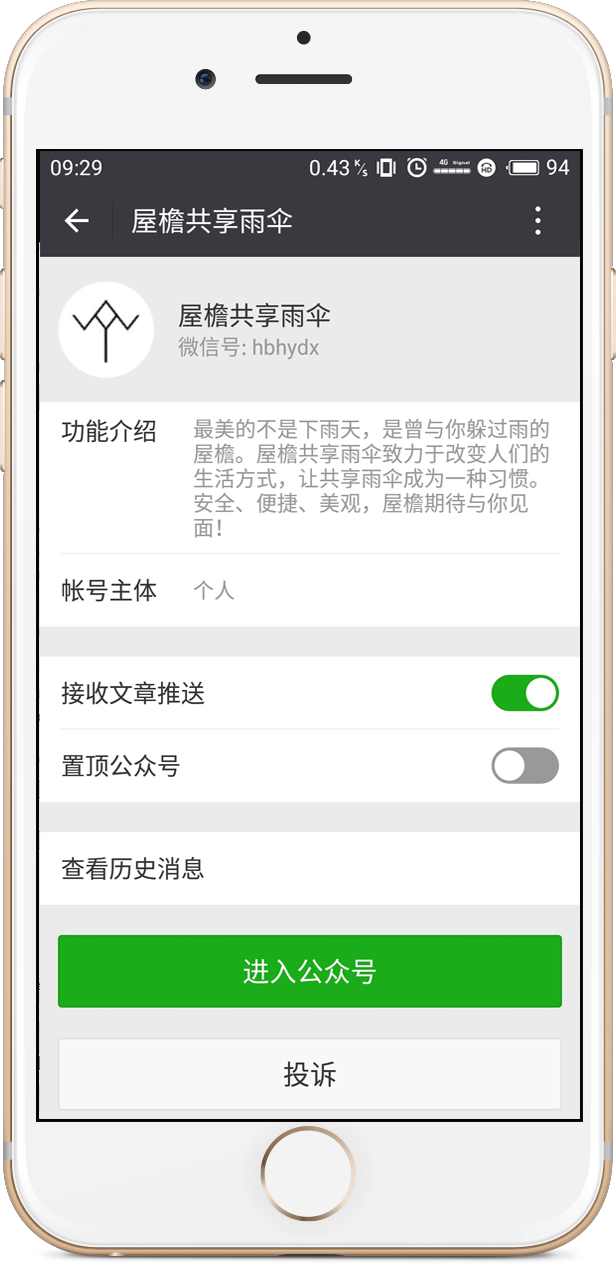 09:29 0.43 K/s 4G Signal HD 94
屋檐共享雨伞
屋檐共享雨伞
微信号: hbhydx
功能介绍
最美的不是下雨天，是曾与你躲过雨的
屋檐。屋檐共享雨伞致力于改变人们的
生活方式，让共享雨伞成为一种习惯。
安全、便捷、美观，屋檐期待与你见
面！
帐号主体 个人
接收文章推送
置顶公众号
查看历史消息
进入公众号
投诉